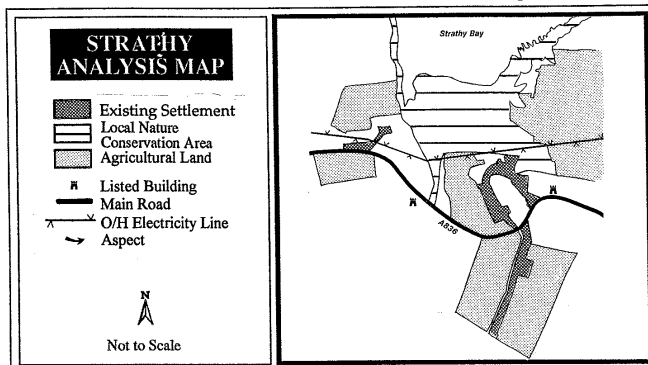 STRATHY
ANALYSIS MAP
Existing Settlement
Local Nature
Conservation Area
Agricultural Land
Listed Building
Main Road
O/H Electricity Line
Aspect
N
Not to Scale
Strathy Bay
A836